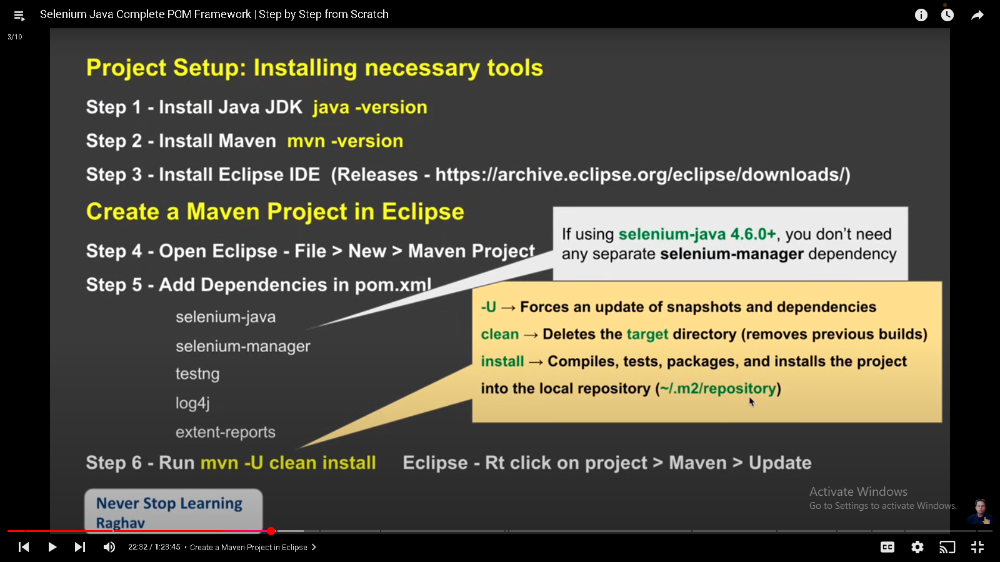 Selenium Java Complete POM Framework | Step by Step from Scratch
3/10
Project Setup: Installing necessary tools
Step 1 - Install Java JDK java -version
Step 2 - Install Maven mvn -version
Step 3 - Install Eclipse IDE (Releases - https://archive.eclipse.org/eclipse/downloads/)
Create a Maven Project in Eclipse
Step 4 - Open Eclipse - File > New > Maven Project
If using selenium-java 4.6.0+, you don't need
any separate selenium-manager dependency
Step 5 - Add Dependencies in pom.xml
selenium-java
selenium-manager
testng
log4j
extent-reports
-U → Forces an update of snapshots and dependencies
clean → Deletes the target directory (removes previous builds)
install → Compiles, tests, packages, and installs the project
into the local repository (~/.m2/repository)
Step 6 - Run mvn -U clean install Eclipse - Rt click on project > Maven > Update
Never Stop Learning
Raghav
Activate Windows
Go to Settings to activate Windows.
22:32 / 1:23:45 • Create a Maven Project in Eclipse
CC